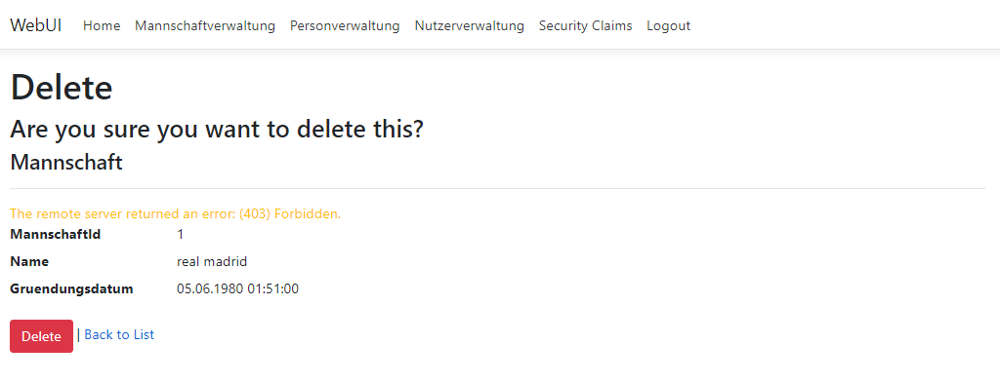 WebUI Home Mannschaftverwaltung Personverwaltung Nutzerverwaltung Security Claims Logout
Delete
Are you sure you want to delete this?
Mannschaft
The remote server returned an error: (403) Forbidden.
MannschaftId 1
Name real madrid
Gruendungsdatum 05.06.1980 01:51:00
Delete | Back to List